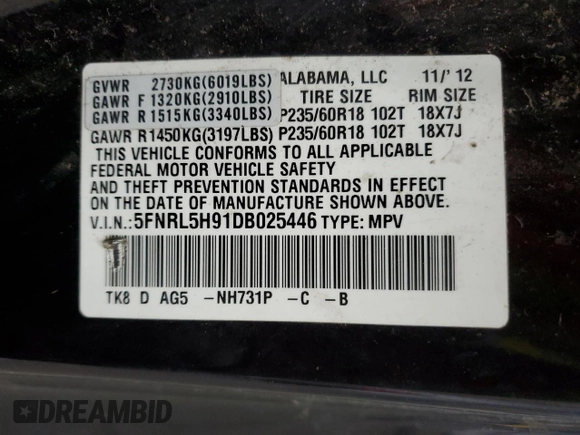 GVWR 2730KG(6019LBS) ALABAMA, LLC 11/' 12
GAWR F 1320KG(2910LBS) TIRE SIZE RIM SIZE
GAWR R 1515KG(3340LBS) P235/60R18 102T 18X7J
GAWR R1450KG(3197LBS) P235/60R18 102T 18X7J
THIS VEHICLE CONFORMS TO ALL APPLICABLE
FEDERAL MOTOR VEHICLE SAFETY
AND THEFT PREVENTION STANDARDS IN EFFECT
ON THE DATE OF MANUFACTURE SHOWN ABOVE.
V.I.N.: 5FNRL5H91DB025446 TYPE: MPV
TK8 D AG5 -NH731P -C -B
DREAMBID